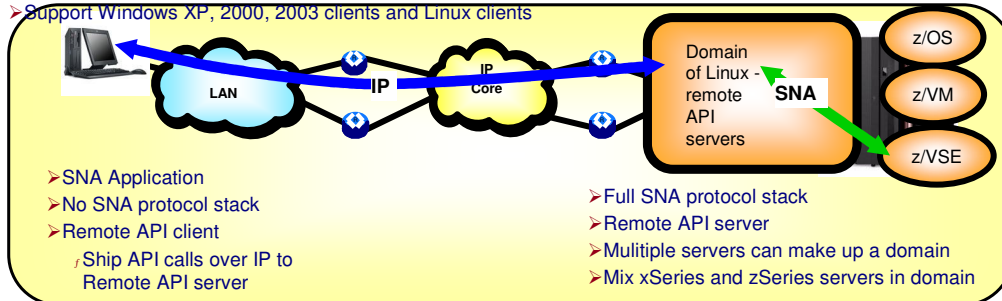 ➢Support Windows XP, 2000, 2003 clients and Linux clients
LAN
IP
IP
Core
Domain
of Linux -
remote
API
servers
SNA
z/OS
z/VM
z/VSE
➢SNA Application
➢No SNA protocol stack
➢Remote API client
ƒShip API calls over IP to
Remote API server
➢Full SNA protocol stack
➢Remote API server
➢Mulitiple servers can make up a domain
➢Mix xSeries and zSeries servers in domain